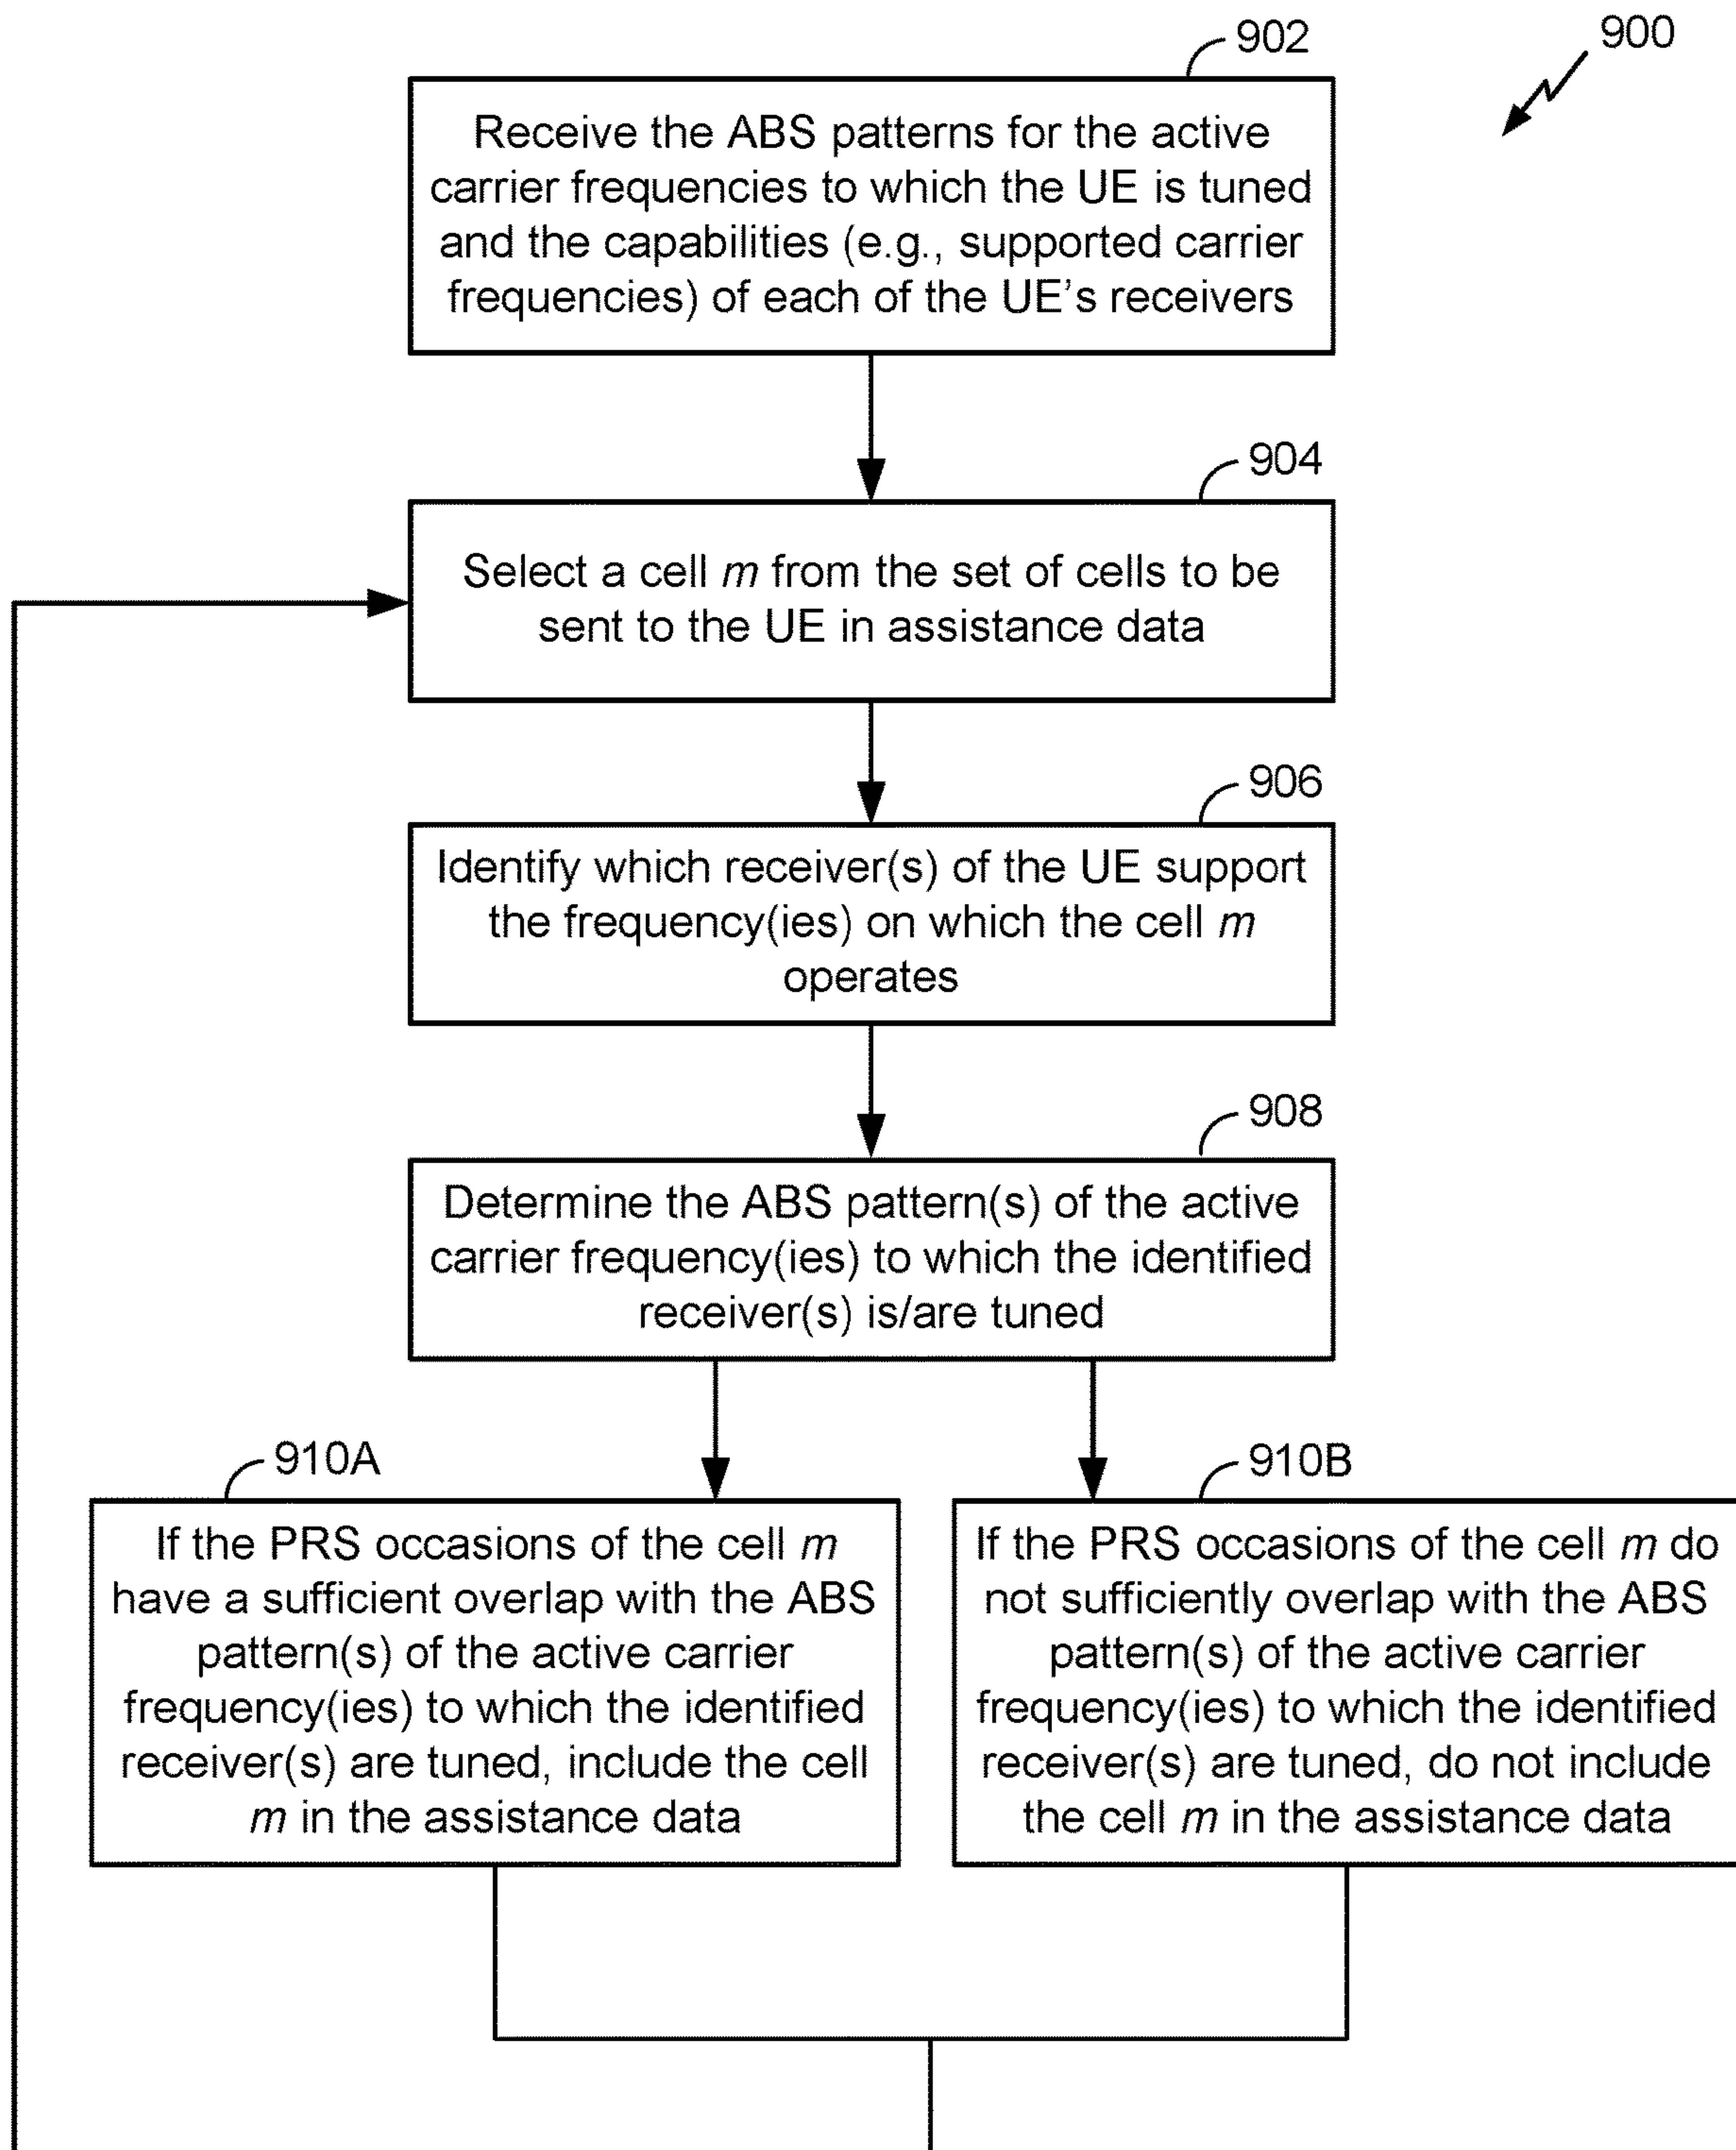 900
902
Receive the ABS patterns for the active
carrier frequencies to which the UE is tuned
and the capabilities (e.g., supported carrier
frequencies) of each of the UE's receivers
904
Select a cell m from the set of cells to be
sent to the UE in assistance data
906
Identify which receiver(s) of the UE support
the frequency(ies) on which the cell m
operates
908
Determine the ABS pattern(s) of the active
carrier frequency(ies) to which the identified
receiver(s) is/are tuned
910A
If the PRS occasions of the cell m
have a sufficient overlap with the ABS
pattern(s) of the active carrier
frequency(ies) to which the identified
receiver(s) are tuned, include the cell
m in the assistance data
910B
If the PRS occasions of the cell m do
not sufficiently overlap with the ABS
pattern(s) of the active carrier
frequency(ies) to which the identified
receiver(s) are tuned, do not include
the cell m in the assistance data